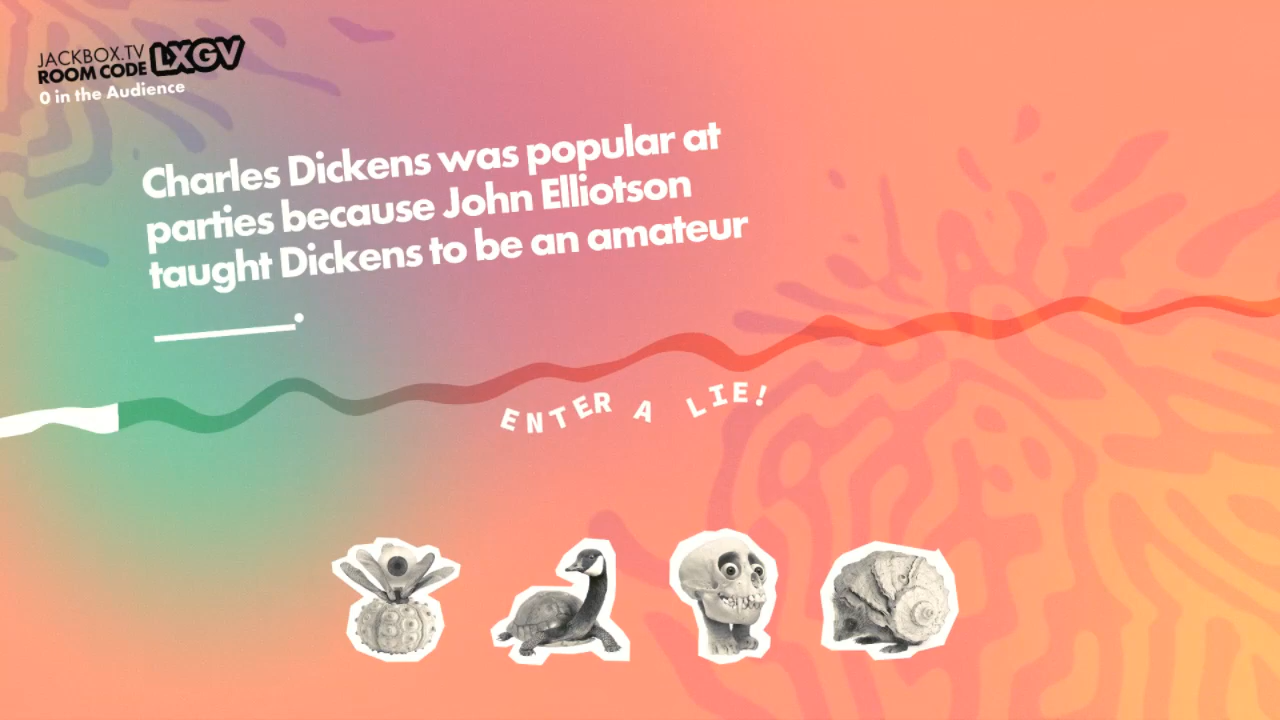 JACKBOX.TV
ROOM CODE LXGV
0 in the Audience
Charles Dickens was popular at
parties because John Elliotson
taught Dickens to be an amateur
________.
ENTER A LIE!